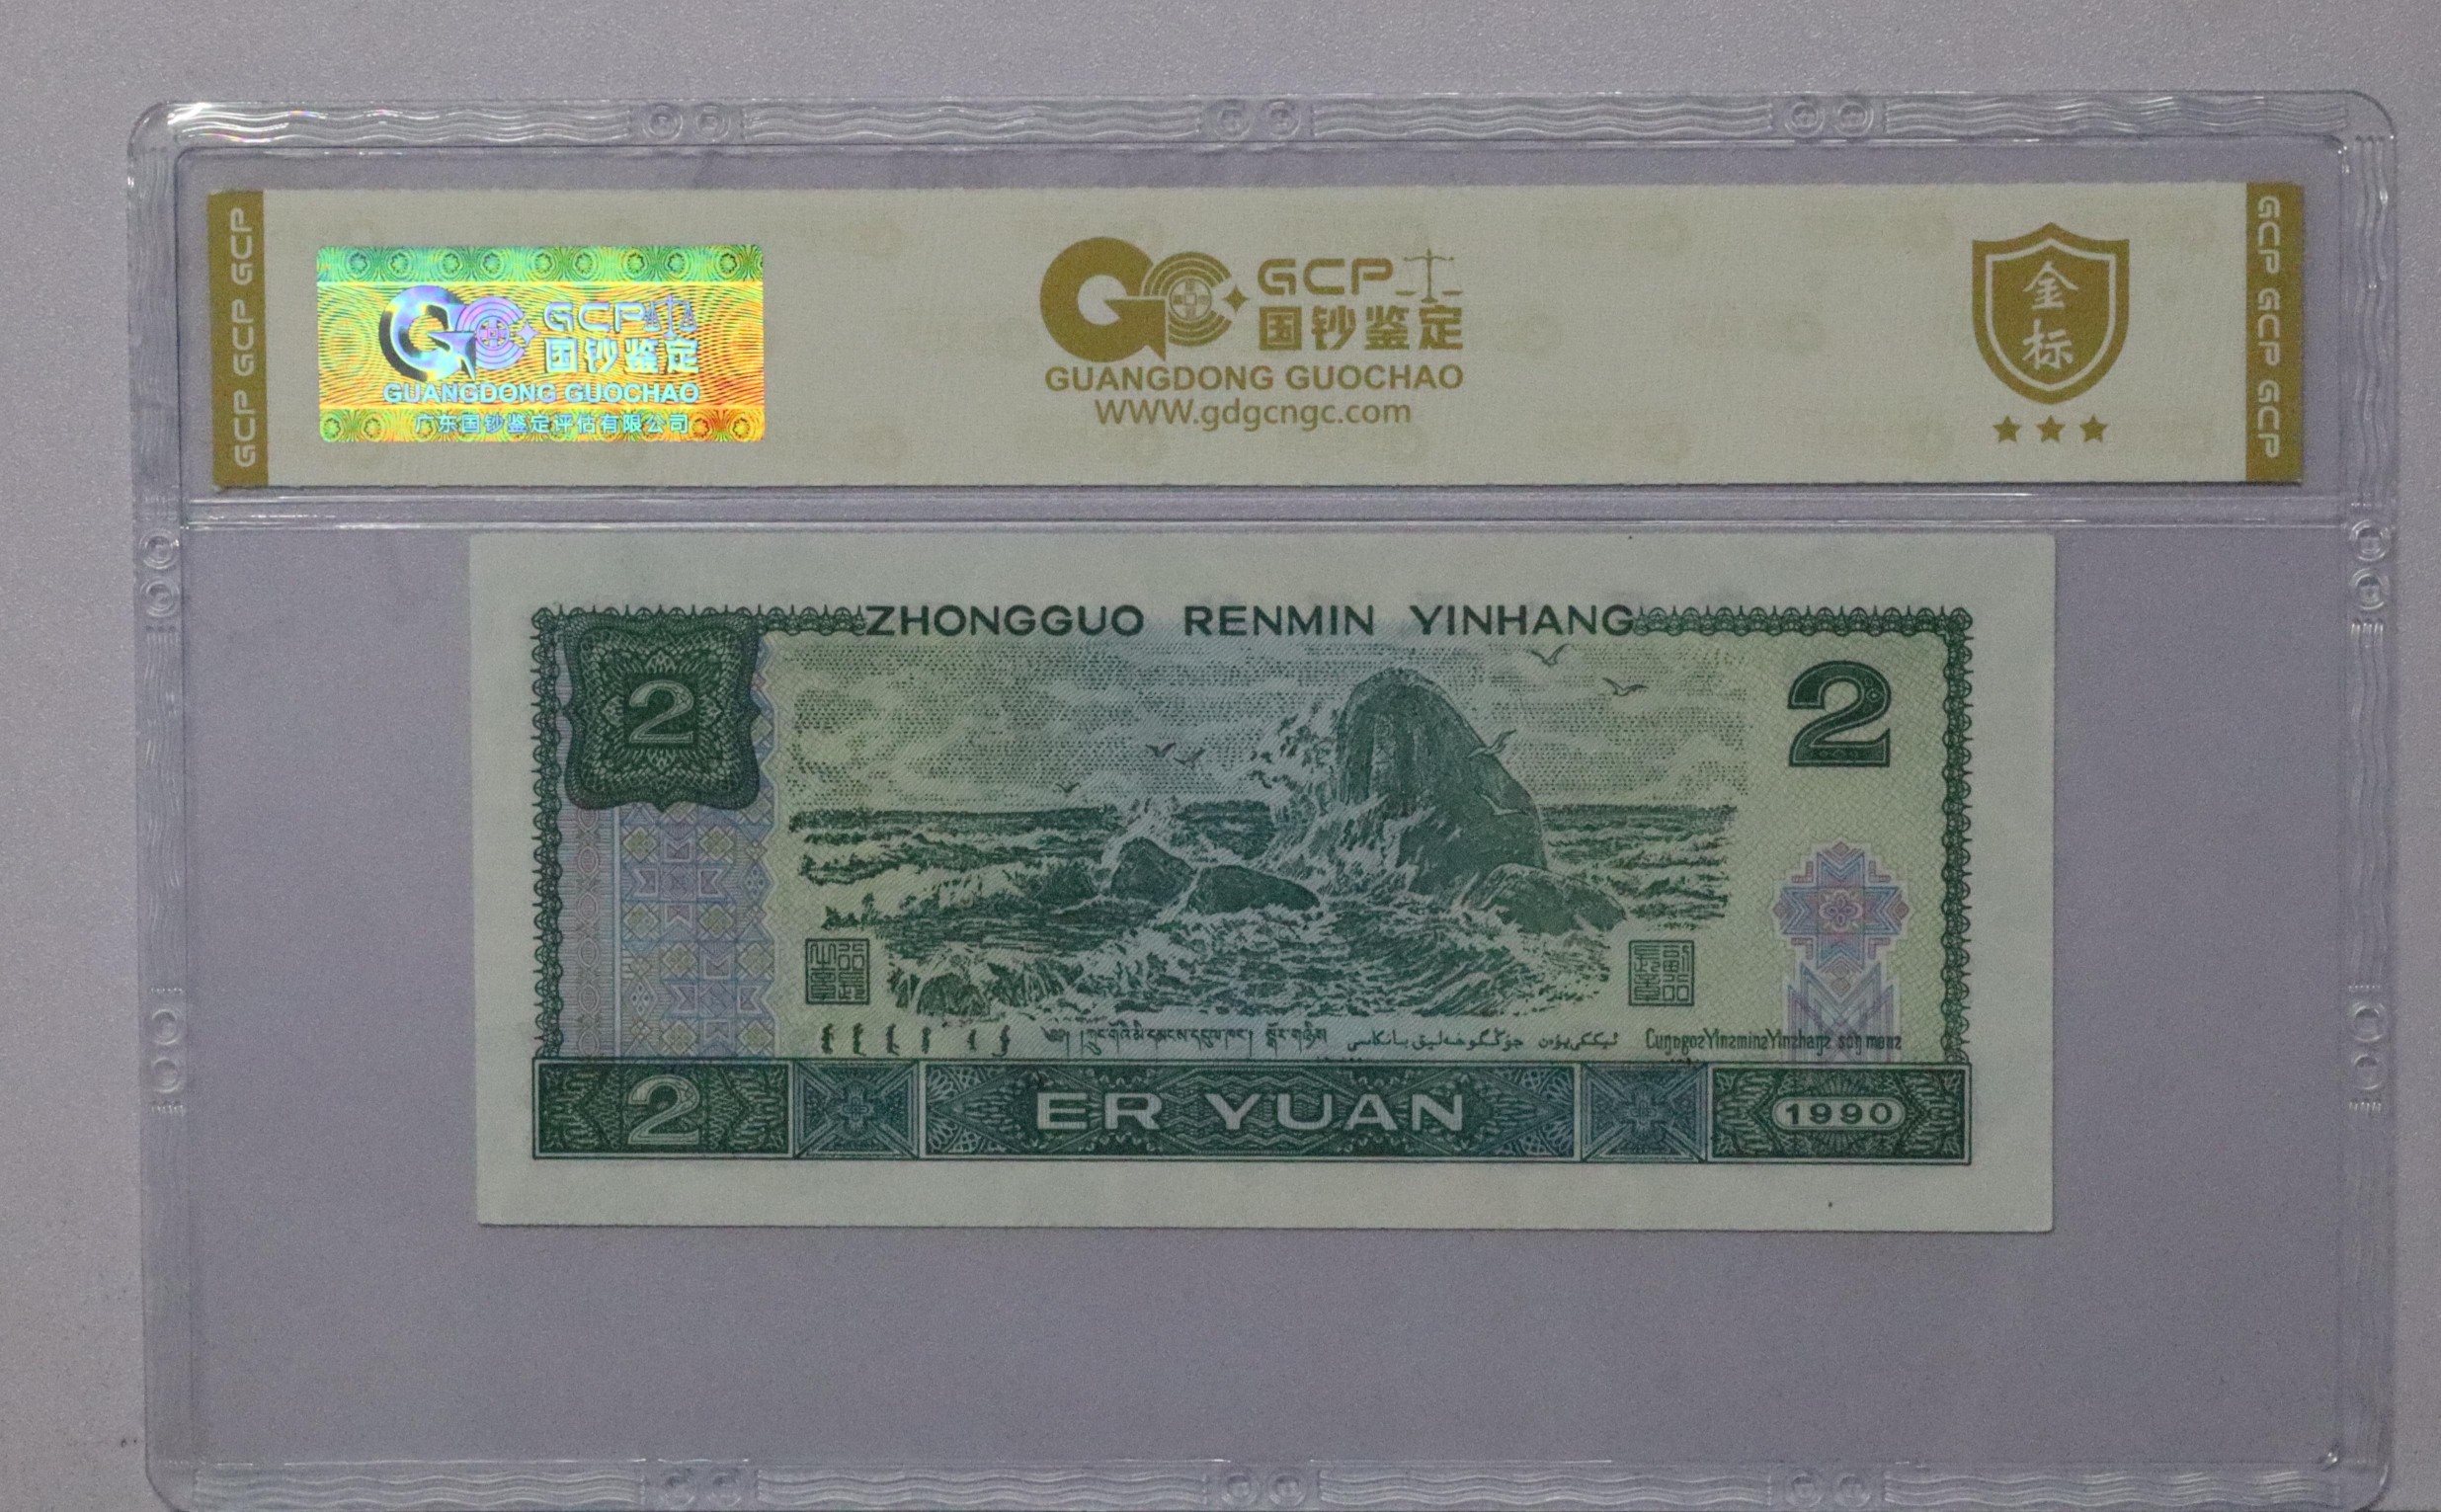 GCP GCP GCP
GCP
国钞鉴定
GUANGDONG GUOCHAO
广东国钞鉴定评估有限公司
GCP
国钞鉴定
GUANGDONG GUOCHAO
WWW.gdgcngc.com
金
标
GCP GCP GCP
ZHONGGUO RENMIN YINHANG
2
2
2
ER YUAN
1990